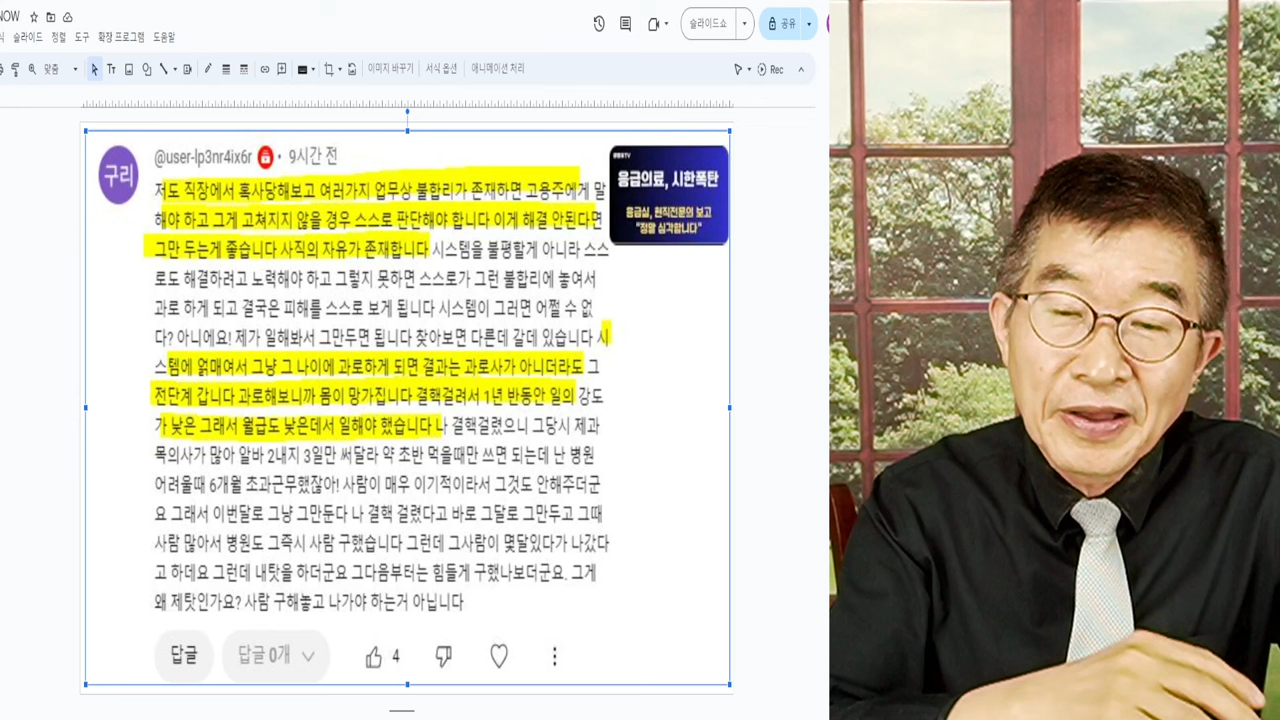 NOW
식 슬라이드 정렬 도구 확장 프로그램 도움말
슬라이드쇼
공유
맞춤
이미지 바꾸기 서식 옵션 애니메이션 처리
Rec
구리
@user-lp3nr4ix6r · 9시간 전
저도 직장에서 혹사당해보고 여러가지 업무상 불합리가 존재하면 고용주에게 말
해야 하고 그게 고쳐지지 않을 경우 스스로 판단해야 합니다 이게 해결 안된다면
그만 두는게 좋습니다 사직의 자유가 존재합니다 시스템을 불평할게 아니라 스스
로도 해결하려고 노력해야 하고 그렇지 못하면 스스로가 그런 불합리에 놓여서
과로 하게 되고 결국은 피해를 스스로 보게 됩니다 시스템이 그러면 어쩔 수 없
다? 아니에요! 제가 일해봐서 그만두면 됩니다 찾아보면 다른데 갈데 있습니다 시
스템에 얽매여서 그냥 그 나이에 과로하게 되면 결과는 과로사가 아니더라도 그
전단계 갑니다 과로해보니까 몸이 망가집니다 결핵걸려서 1년 반동안 일의 강도
가 낮은 그래서 월급도 낮은데서 일해야 했습니다 나 결핵걸렸으니 그당시 제과
목의사가 많아 알바 2내지 3일만 써달라 약 초반 먹을때만 쓰면 되는데 난 병원
어려울때 6개월 초과근무했잖아! 사람이 매우 이기적이라서 그것도 안해주더군
요 그래서 이번달로 그냥 그만둔다 나 결핵 걸렸다고 바로 그달로 그만두고 그때
사람 많아서 병원도 그즉시 사람 구했습니다 그런데 그사람이 몇달있다가 나갔다
고 하데요 그런데 내탓을 하더군요 그다음부터는 힘들게 구했나보더군요. 그게
왜 제탓인가요? 사람 구해놓고 나가야 하는거 아닙니다
답글 답글 0개 4
응급의료, 시한폭탄
응급실, 현직전문의 보고
"정말 심각합니다"